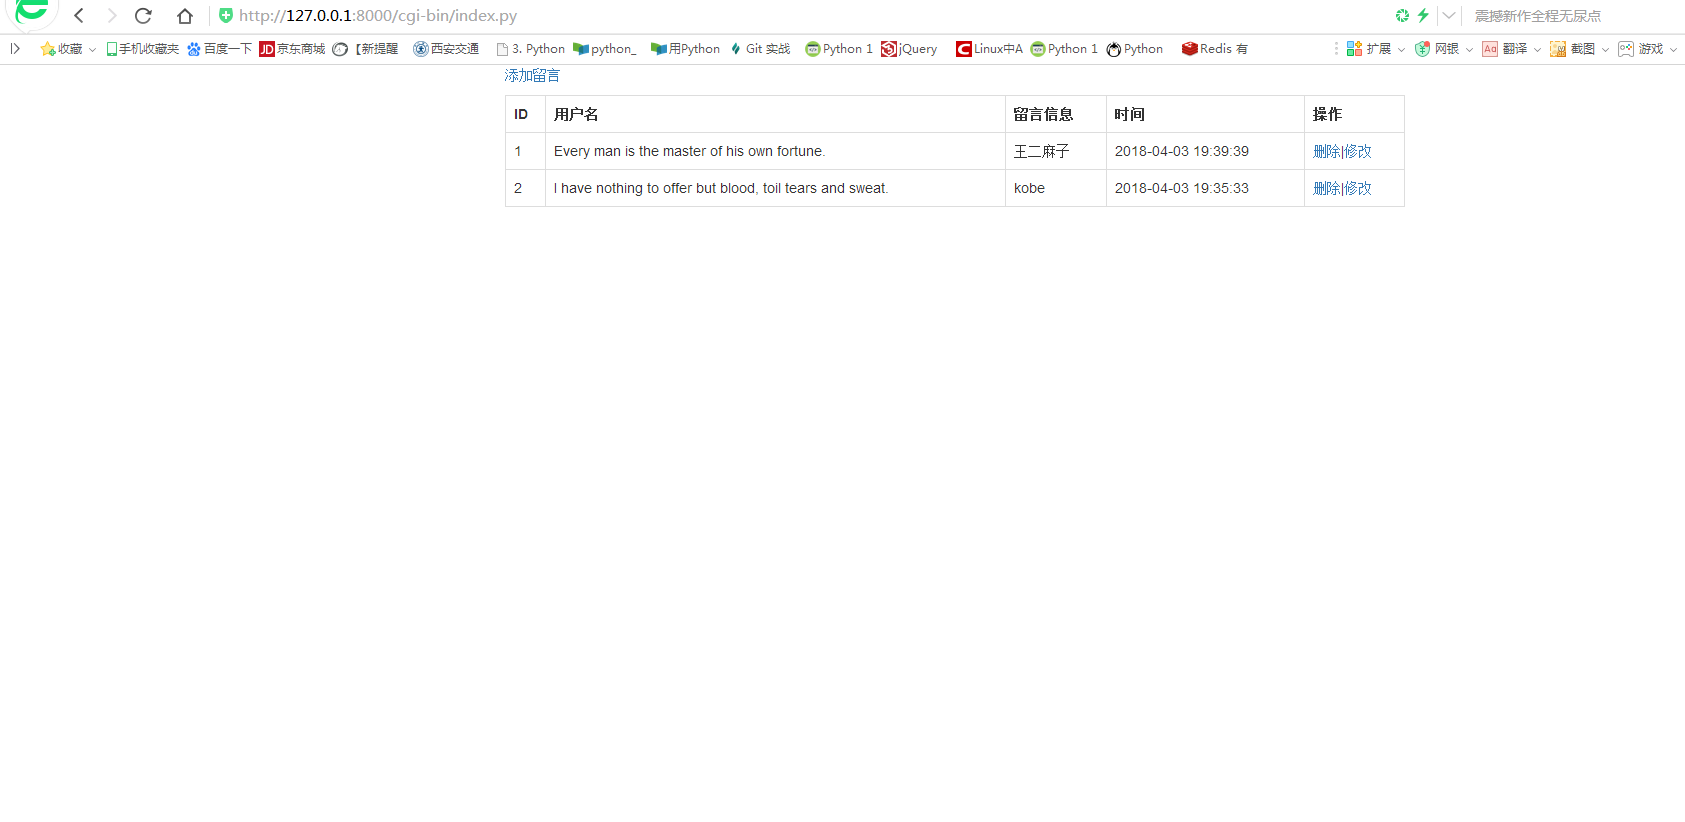 http://127.0.0.1:8000/cgi-bin/index.py 震撼新作全程无尿点
收藏 手机收藏夹 百度一下 JD 京东商城 【新提醒 西安交通 3. Python python_ 用Python Git 实战 Python 1 jQuery Linux中A Python 1 Python Redis 有 扩展 网银 Aa 翻译 截图 游戏
添加留言
ID 用户名 留言信息 时间 操作
1 Every man is the master of his own fortune. 王二麻子 2018-04-03 19:39:39 删除|修改
2 I have nothing to offer but blood, toil tears and sweat. kobe 2018-04-03 19:35:33 删除|修改